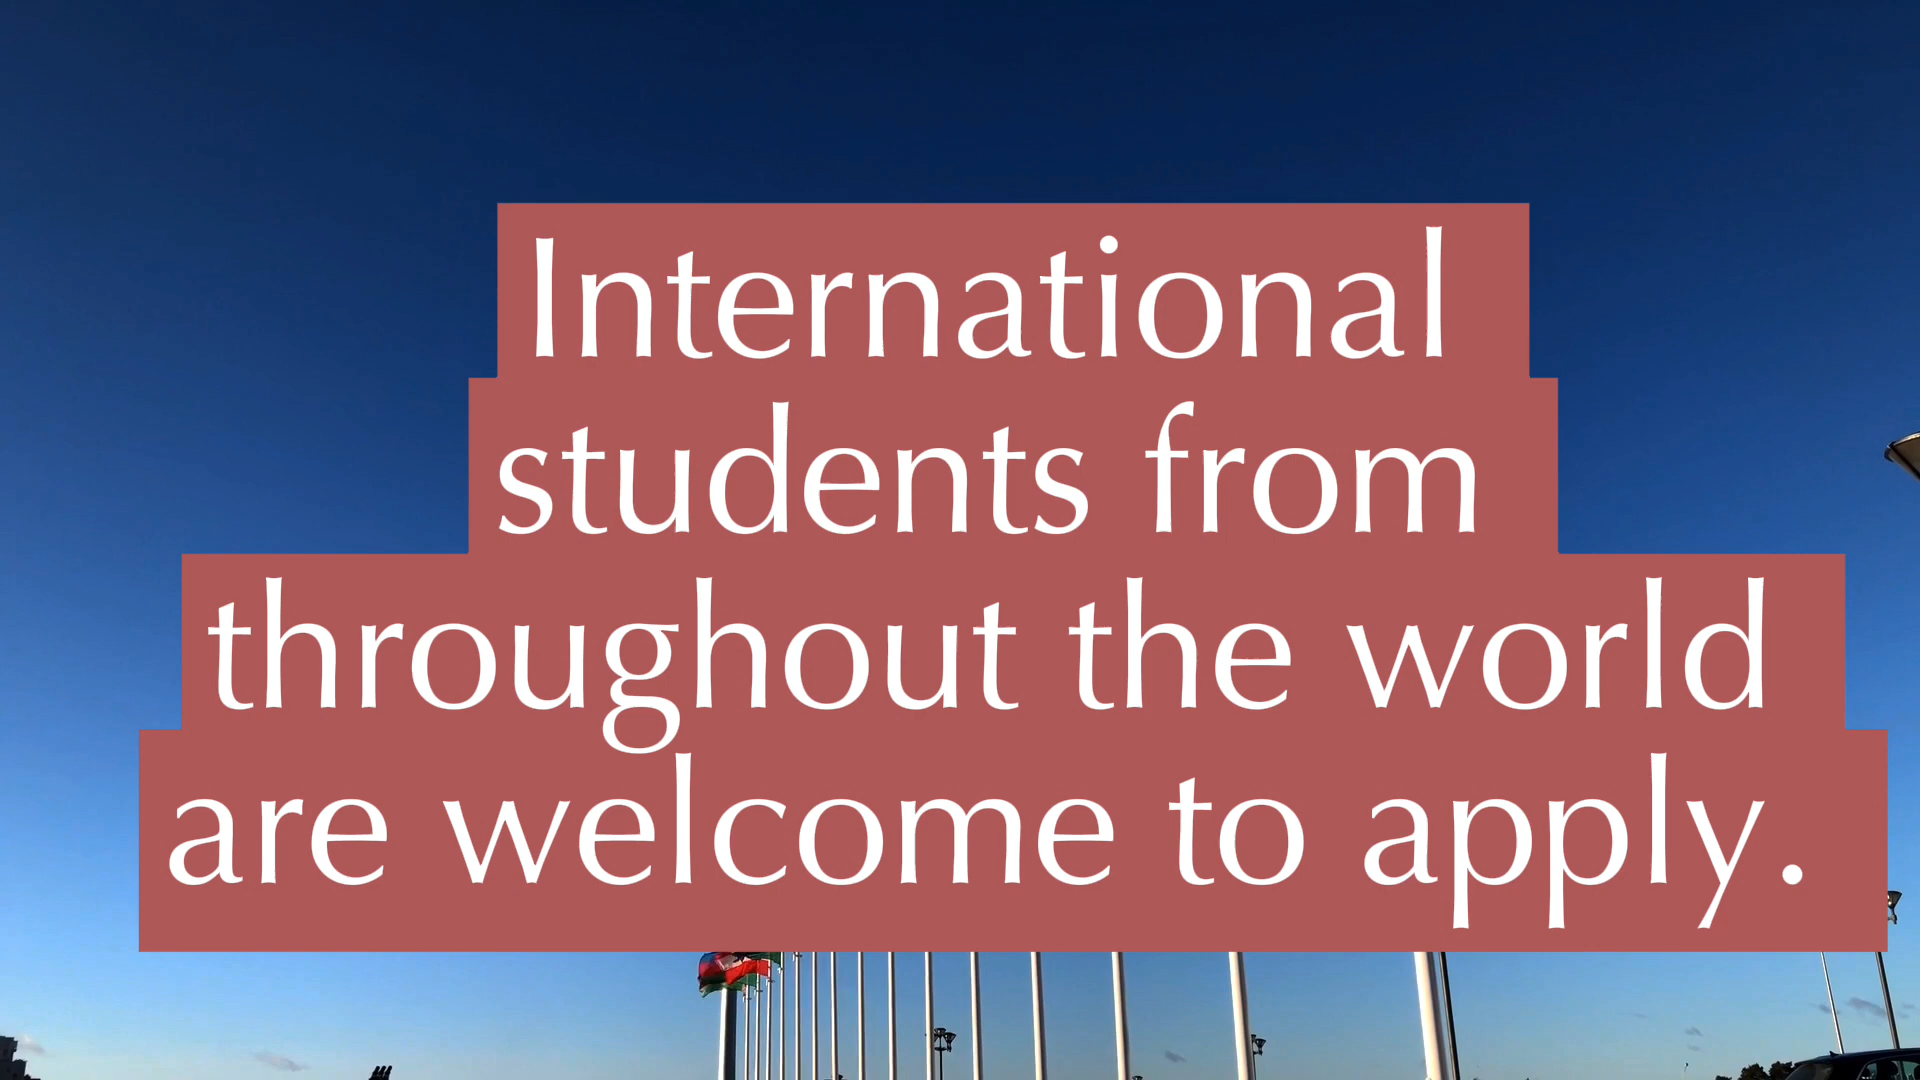 International
students from
throughout the world
are welcome to apply.